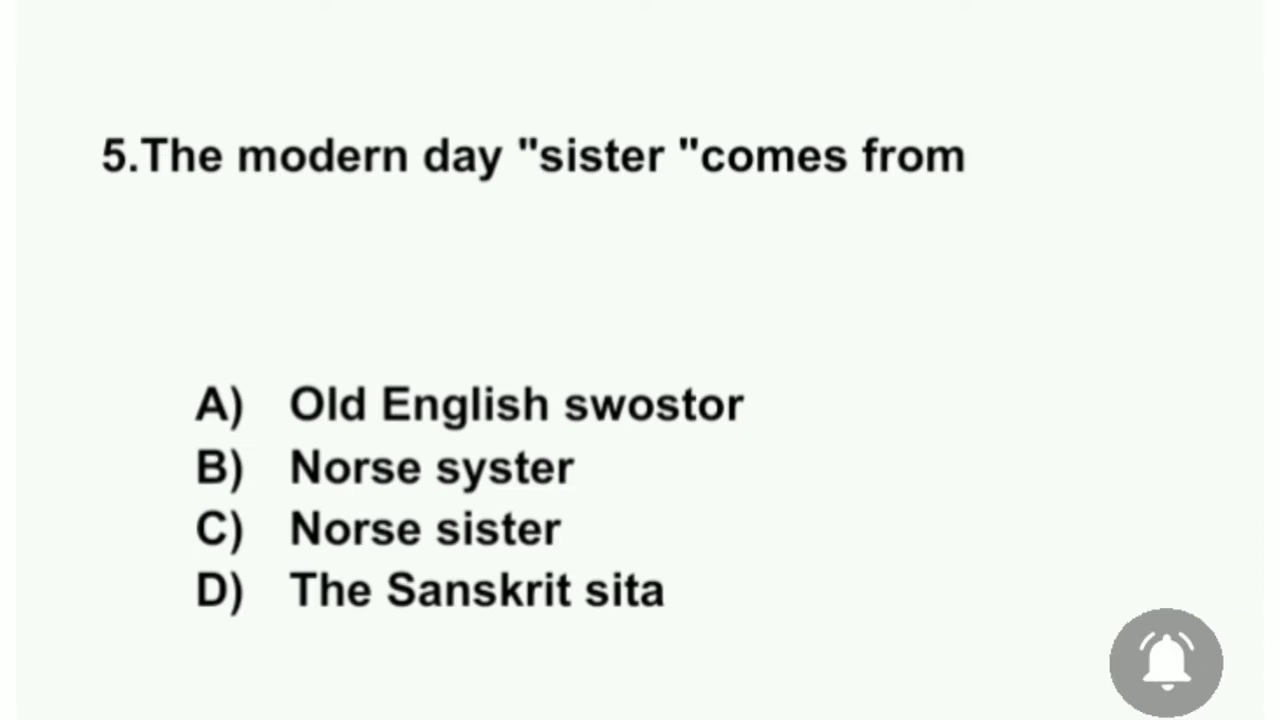 5.The modern day "sister "comes from
A) Old English swostor
B) Norse syster
C) Norse sister
D) The Sanskrit sita